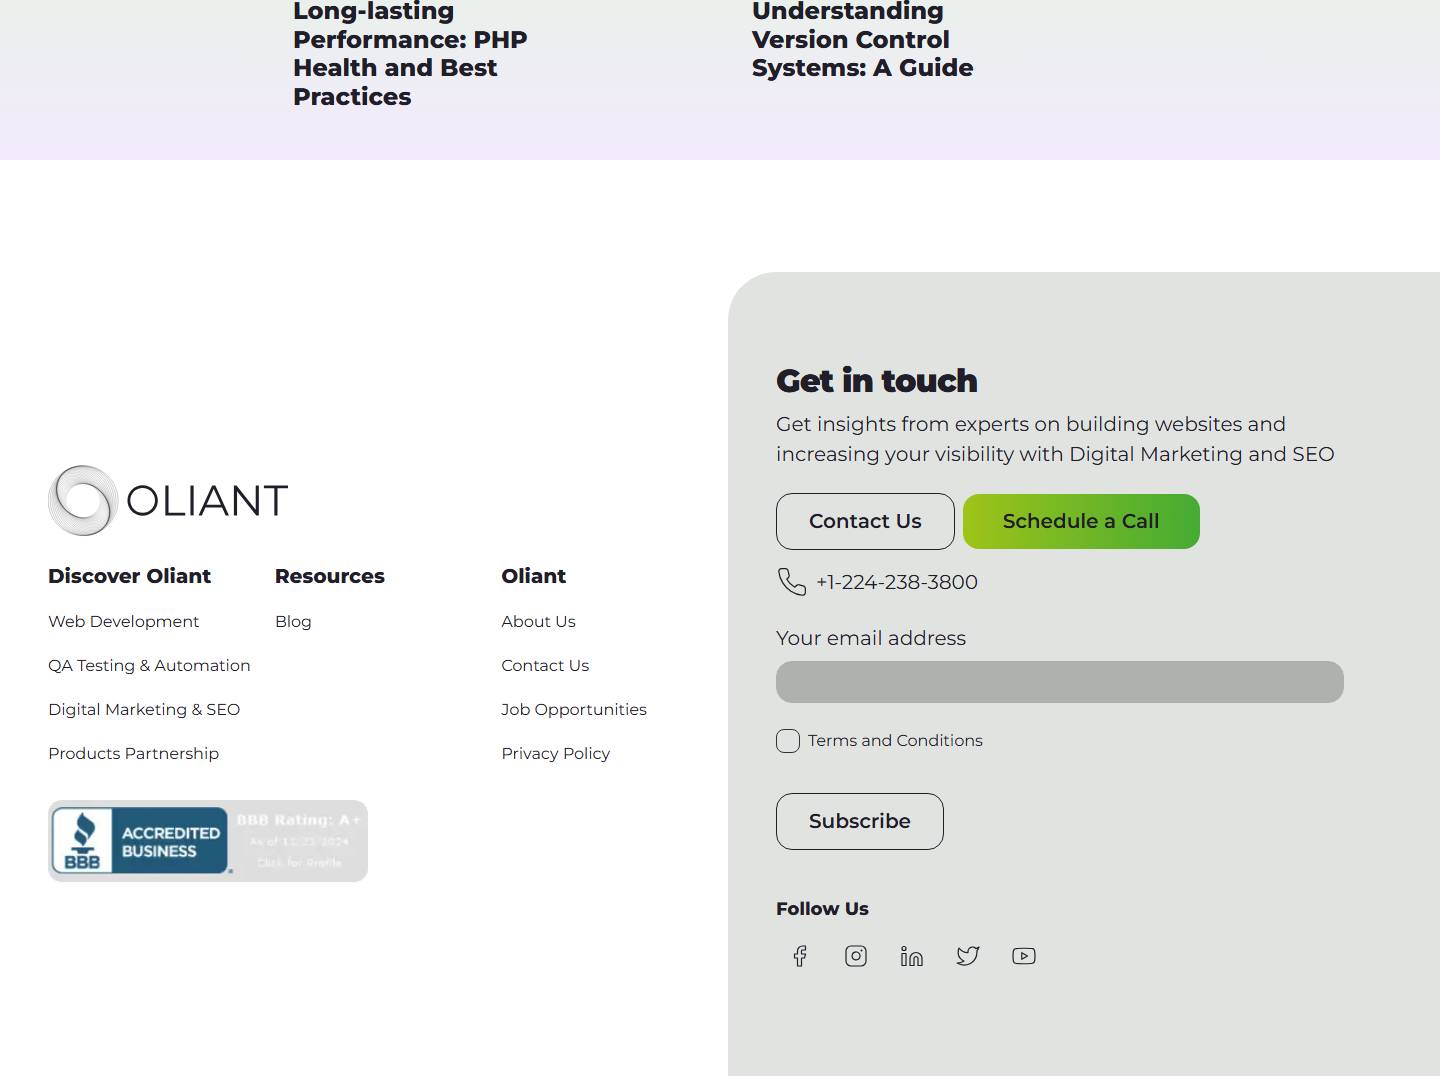 Long-lasting
Performance: PHP
Health and Best
Practices
Understanding
Version Control
Systems: A Guide
OLIANT
Discover Oliant
Web Development
QA Testing & Automation
Digital Marketing & SEO
Products Partnership
Resources
Blog
Oliant
About Us
Contact Us
Job Opportunities
Privacy Policy
BBB
ACCREDITED
BUSINESS
BBB Rating: A+
Click for Profile
Get in touch
Get insights from experts on building websites and
increasing your visibility with Digital Marketing and SEO
Contact Us
Schedule a Call
+1-224-238-3800
Your email address
Terms and Conditions
Subscribe
Follow Us